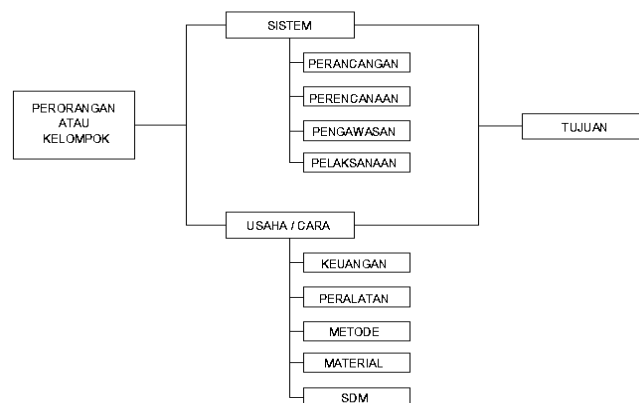 SISTEM
PERANCANGAN
PERENCANAAN
PENGAWASAN
PELAKSANAAN
PERORANGAN
ATAU
KELOMPOK
TUJUAN
USAHA / CARA
KEUANGAN
PERALATAN
METODE
MATERIAL
SDM